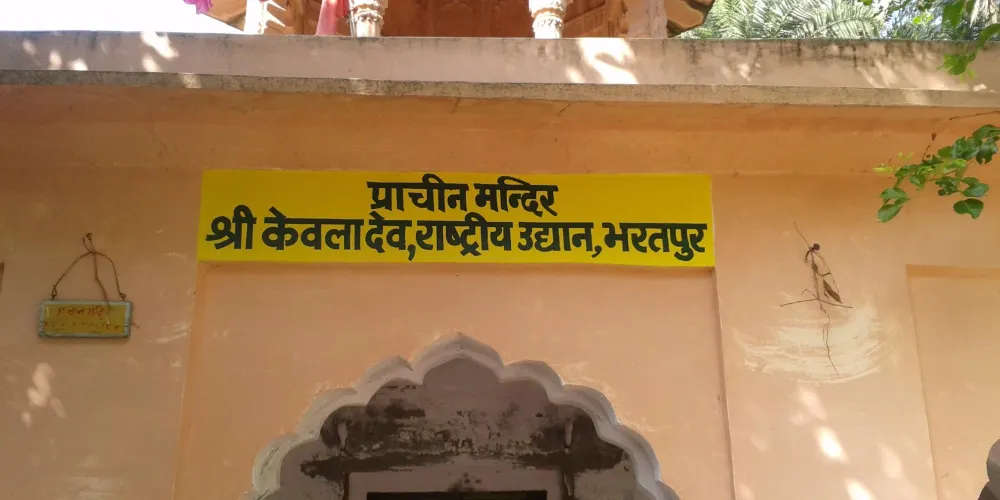 प्राचीन मन्दिर
श्री केवला देव,राष्ट्रीय उद्यान,भरतपुर